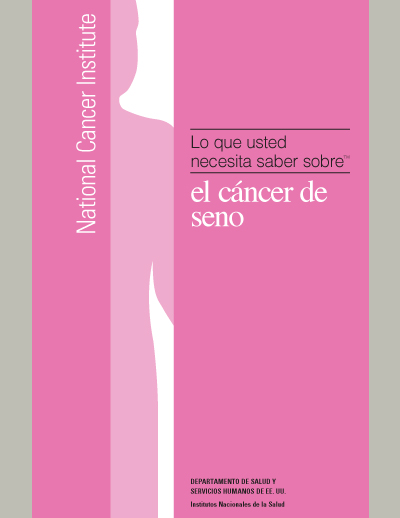 National Cancer Institute
Lo que usted
necesita saber sobre™
el cáncer de
seno
DEPARTAMENTO DE SALUD Y
SERVICIOS HUMANOS DE EE. UU.
Institutos Nacionales de la Salud